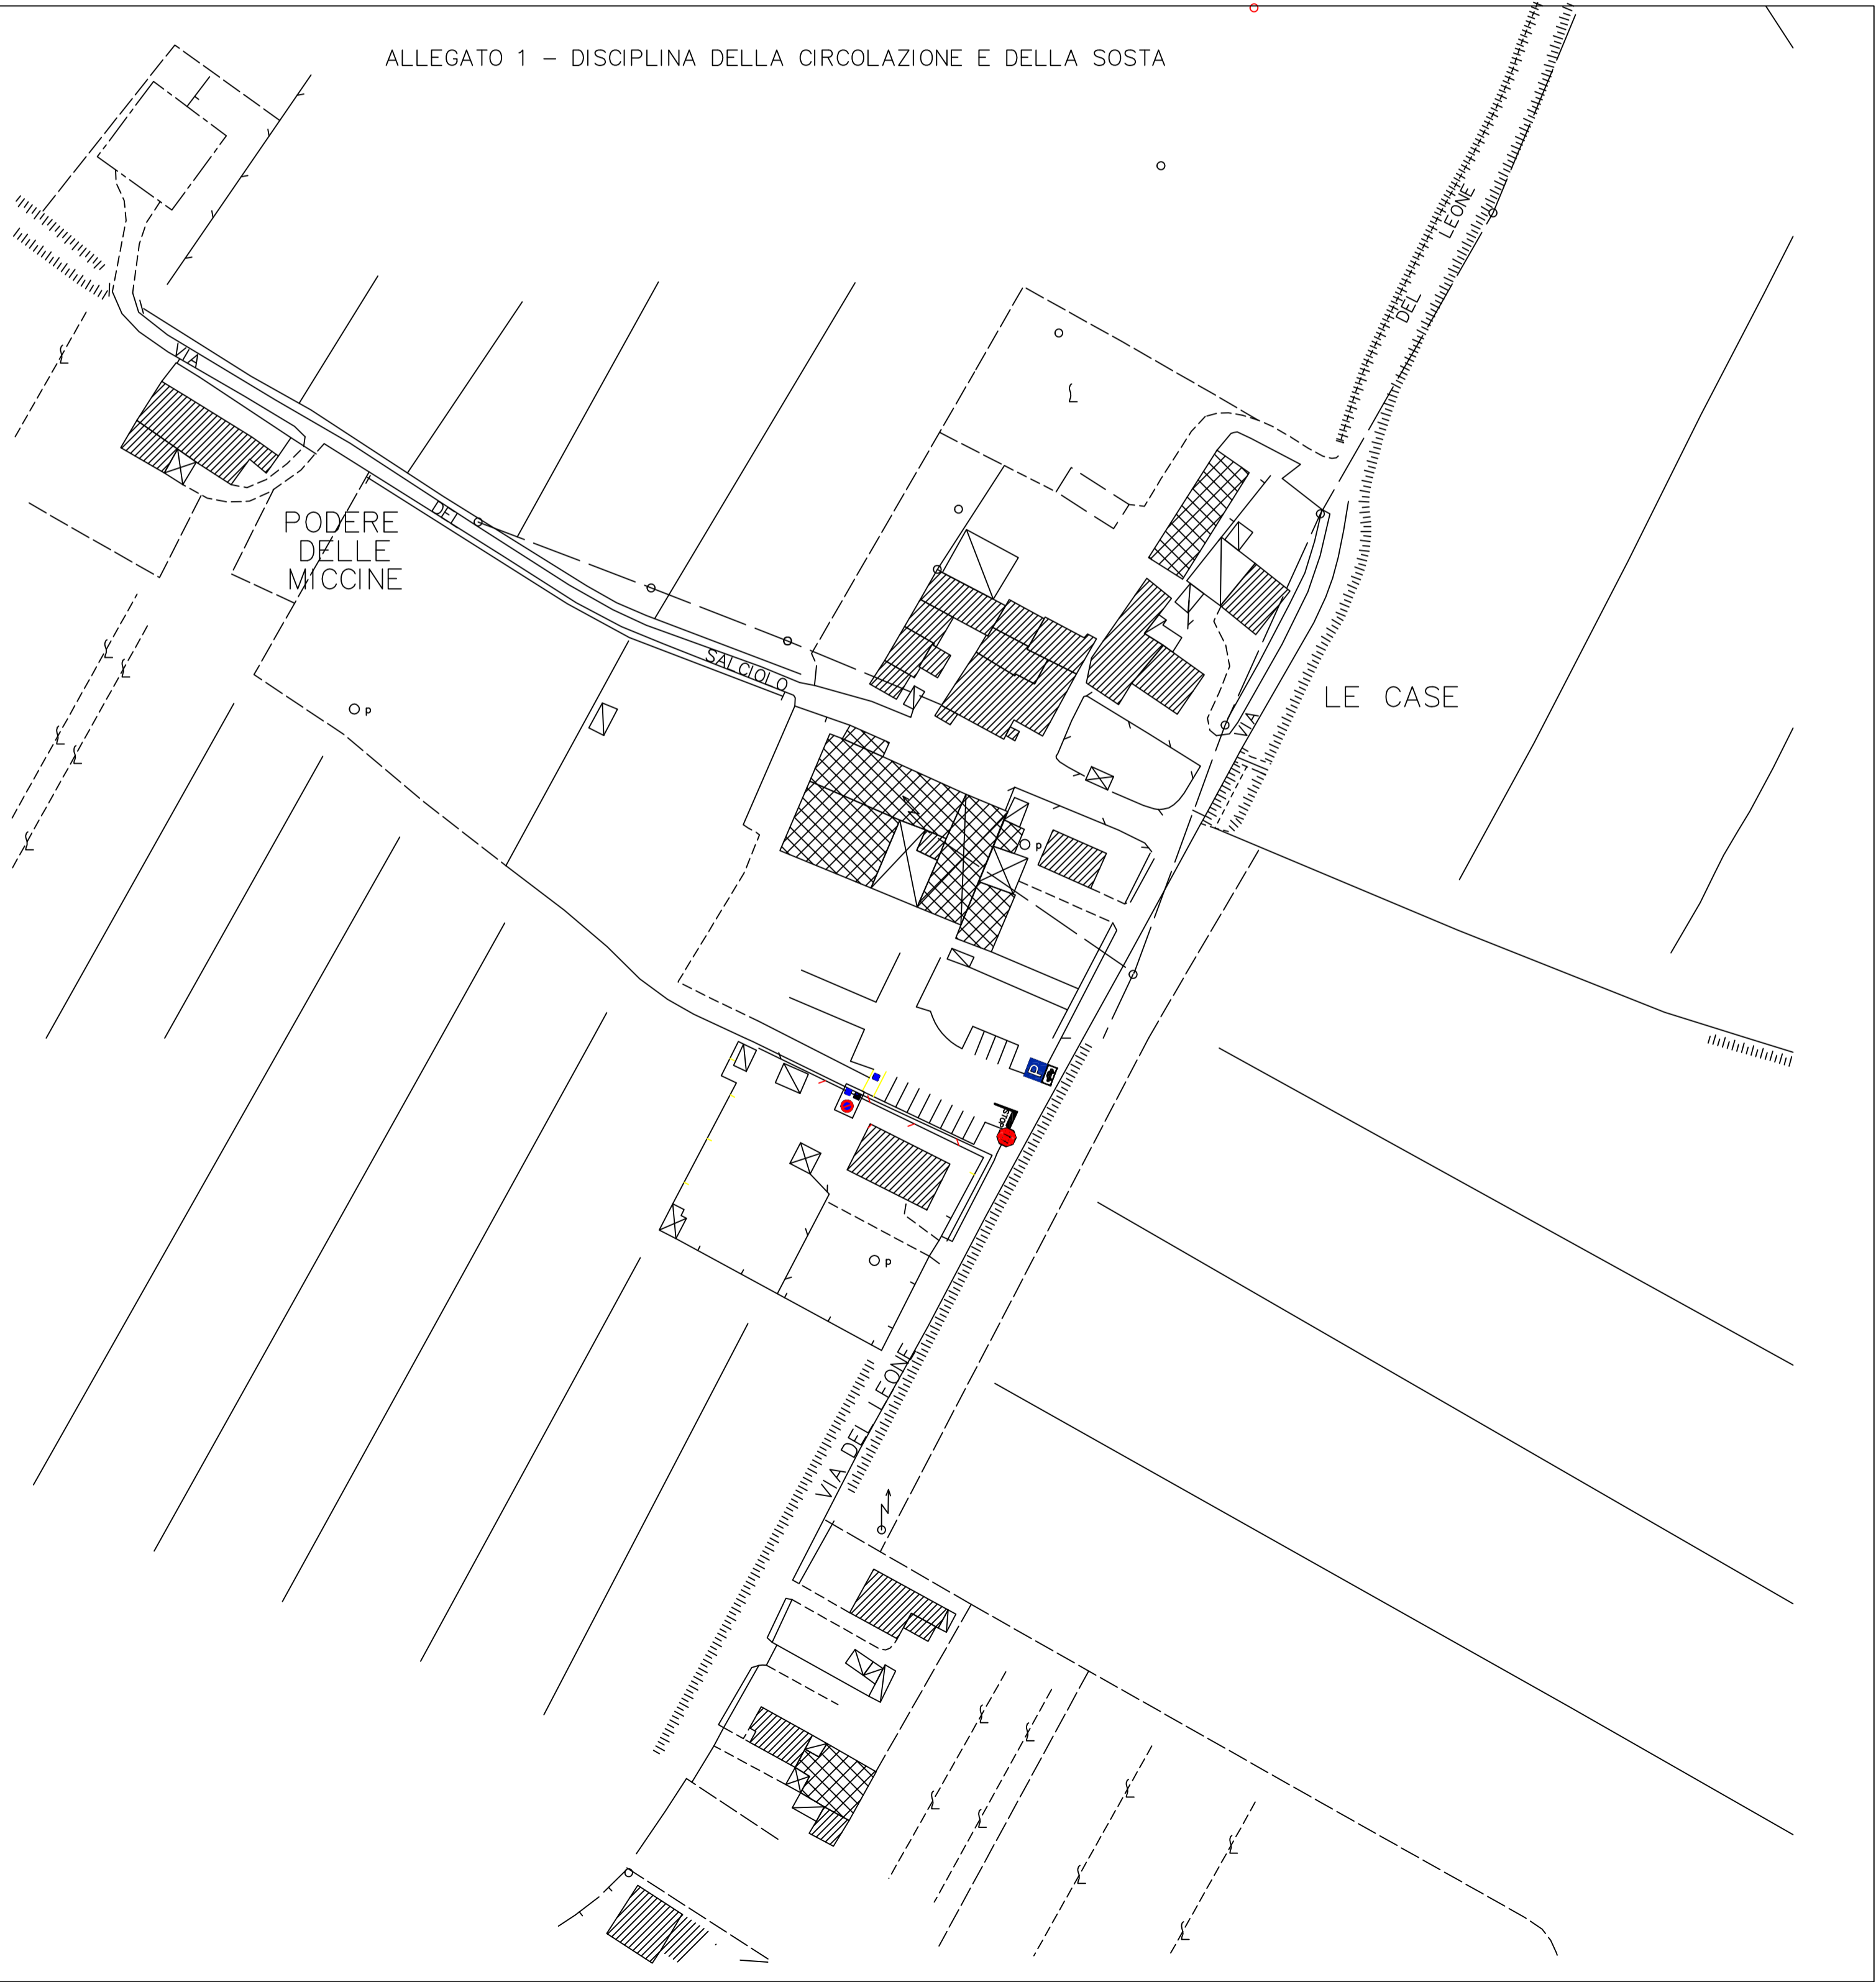 ALLEGATO 1 – DISCIPLINA DELLA CIRCOLAZIONE E DELLA SOSTA
LEONE
DEL
VIA
VIA
DEL
SALCIOLO
PODERE
DELLE
MICCINE
LE CASE
p
p
P
STOP
p
VIA DEL LEONE